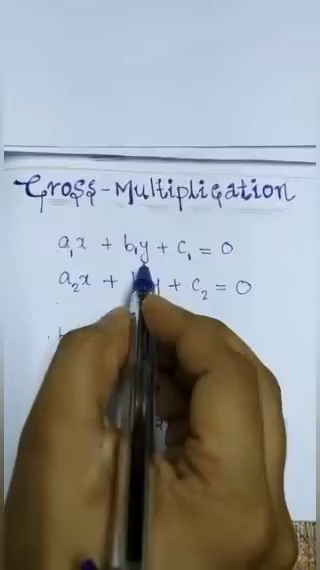 Cross-Multiplication
a₁x + b₁y + c₁ = 0
a₂x + y + c₂ = 0